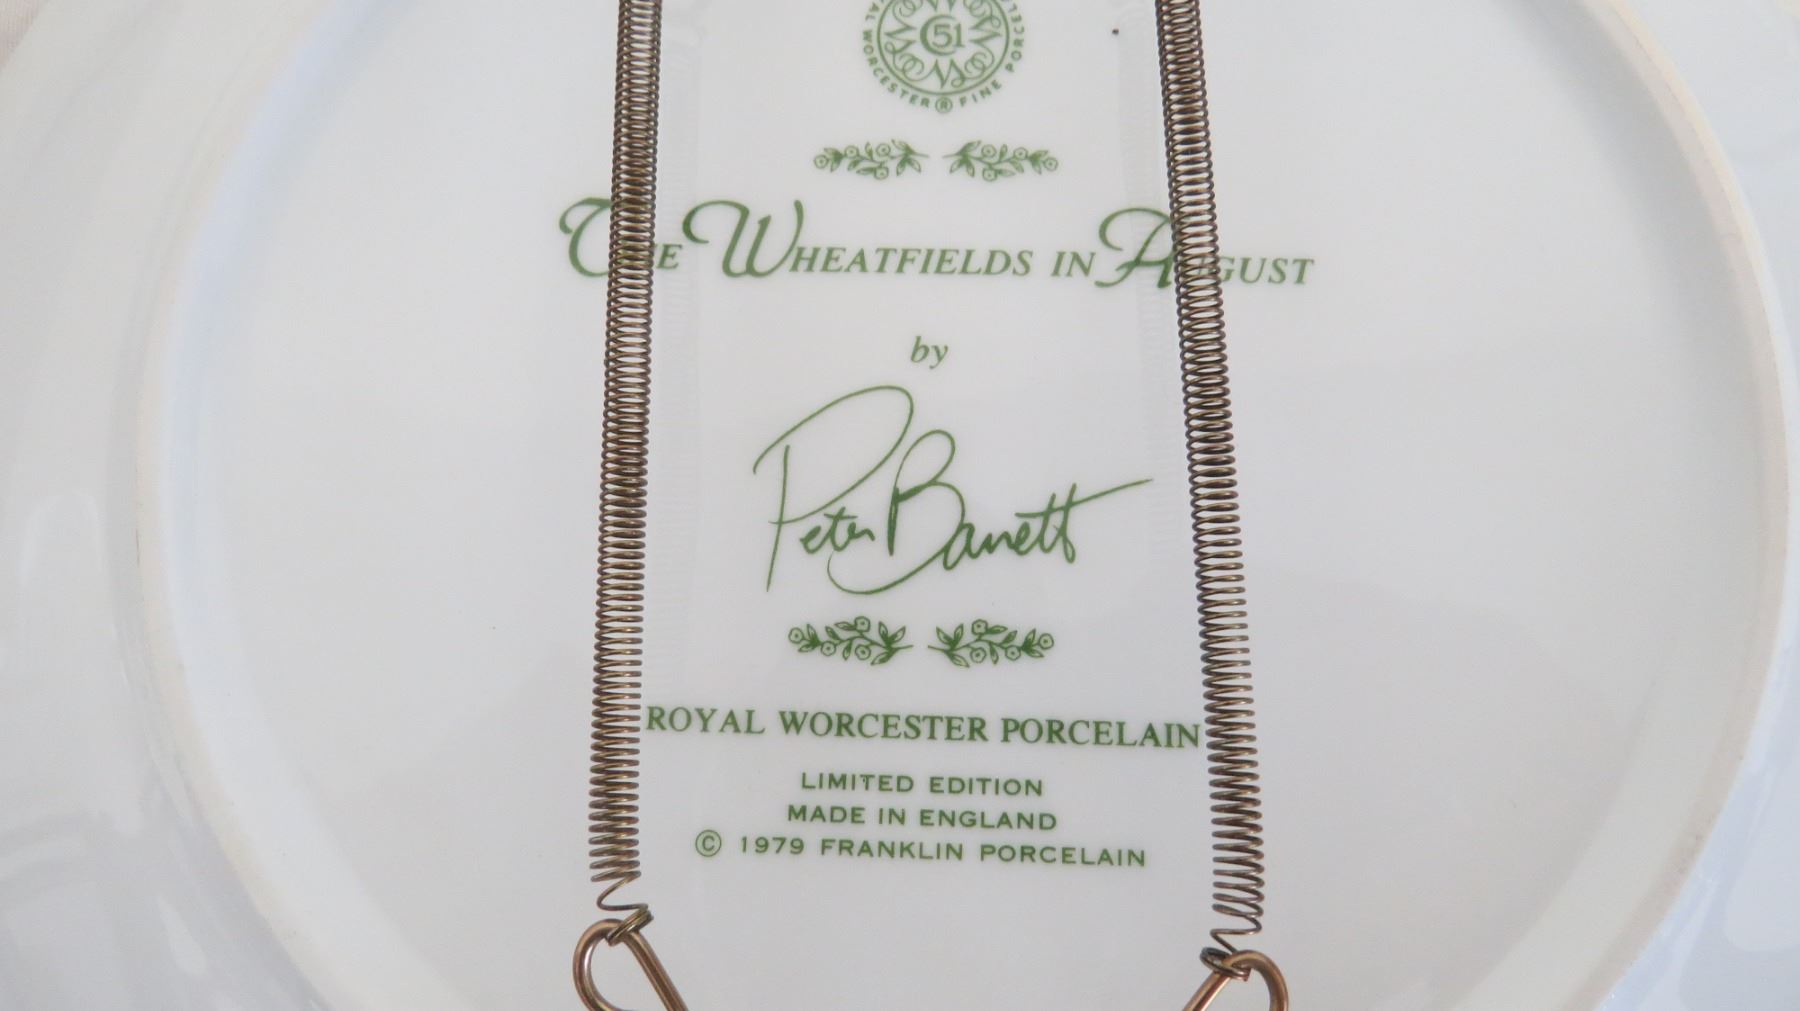 ROYAL WORCESTER ® FINE PORCELAIN
C51
THE WHEATFIELDS IN AUGUST
by
Peter Barrett
ROYAL WORCESTER PORCELAIN
LIMITED EDITION
MADE IN ENGLAND
© 1979 FRANKLIN PORCELAIN